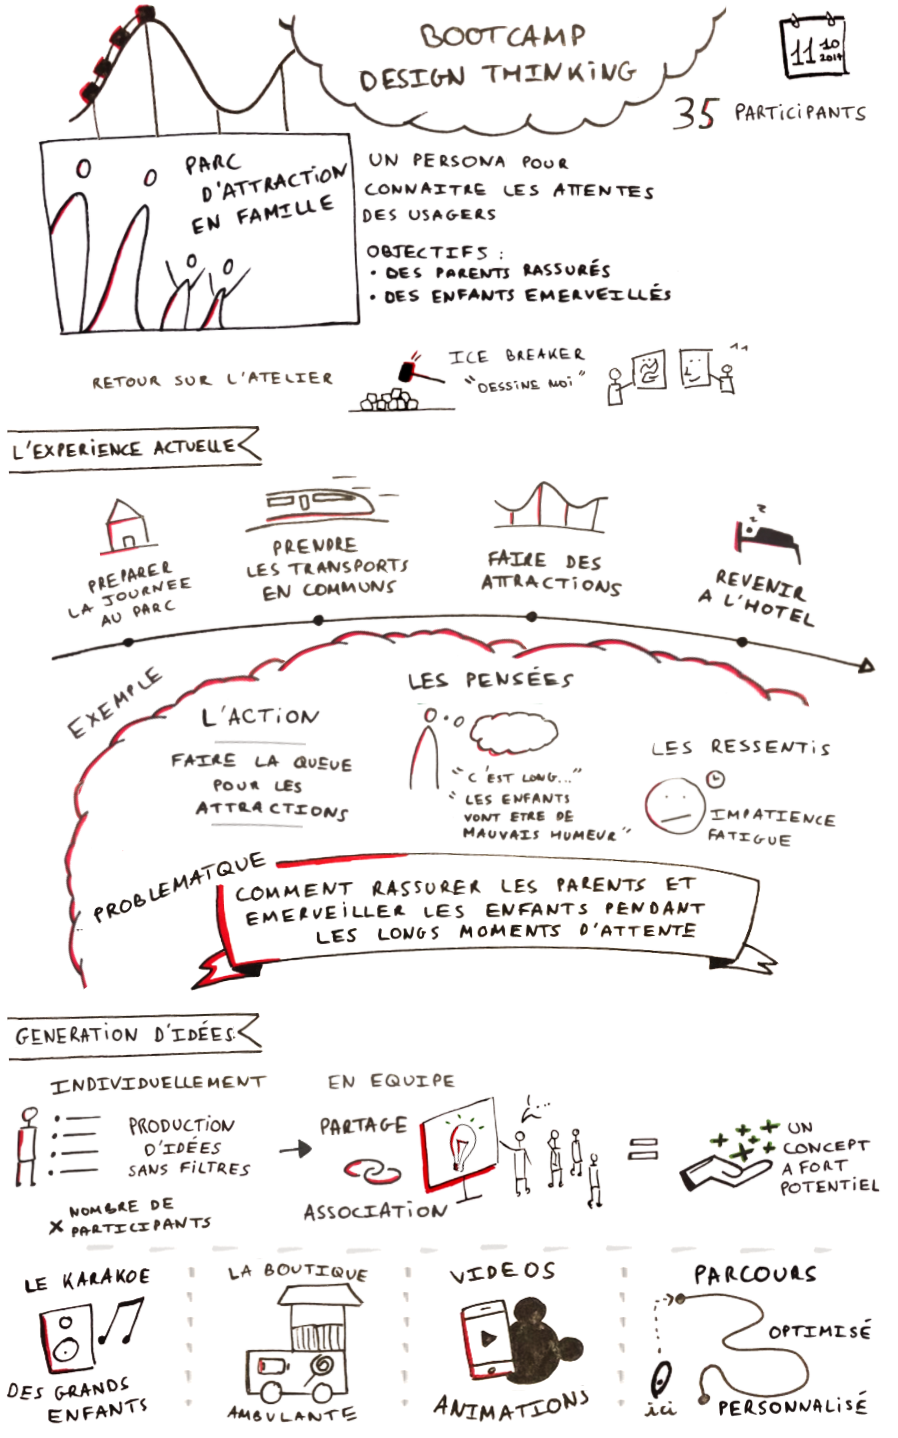 BOOTCAMP
DESIGN THINKING
11 10
2017
35 PARTICIPANTS
PARC
D'ATTRACTION
EN FAMILLE
UN PERSONA POUR
CONNAITRE LES ATTENTES
DES USAGERS
OBJECTIFS :
• DES PARENTS RASSURÉS
• DES ENFANTS EMERVEILLÉS
RETOUR SUR L'ATELIER
ICE BREAKER
"DESSINE MOI"
L'EXPERIENCE ACTUELLE
PREPARER
LA JOURNEE
AU PARC
PRENDRE
LES TRANSPORTS
EN COMMUNS
FAIRE DES
ATTRACTIONS
z z
REVENIR
A L'HOTEL
EXEMPLE
L'ACTION
FAIRE LA QUEUE
POUR LES
ATTRACTIONS
LES PENSÉES
"C'EST LONG..."
"LES ENFANTS
VONT ETRE DE
MAUVAIS HUMEUR"
LES RESSENTIS
IMPATIENCE
FATIGUE
PROBLEMATQUE
COMMENT RASSURER LES PARENTS ET
EMERVEILLER LES ENFANTS PENDANT
LES LONGS MOMENTS D'ATTENTE
GENERATION D'IDÉES.
INDIVIDUELLEMENT
PRODUCTION
D'IDÉES
SANS FILTRES
x NOMBRE DE
PARTICIPANTS
EN EQUIPE
PARTAGE
ASSOCIATION
=
UN
CONCEPT
A FORT
POTENTIEL
LE KARAKOE
DES GRANDS
ENFANTS
LA BOUTIQUE
AMBULANTE
VIDEOS
ANIMATIONS
PARCOURS
OPTIMISÉ
ici
PERSONNALISÉ